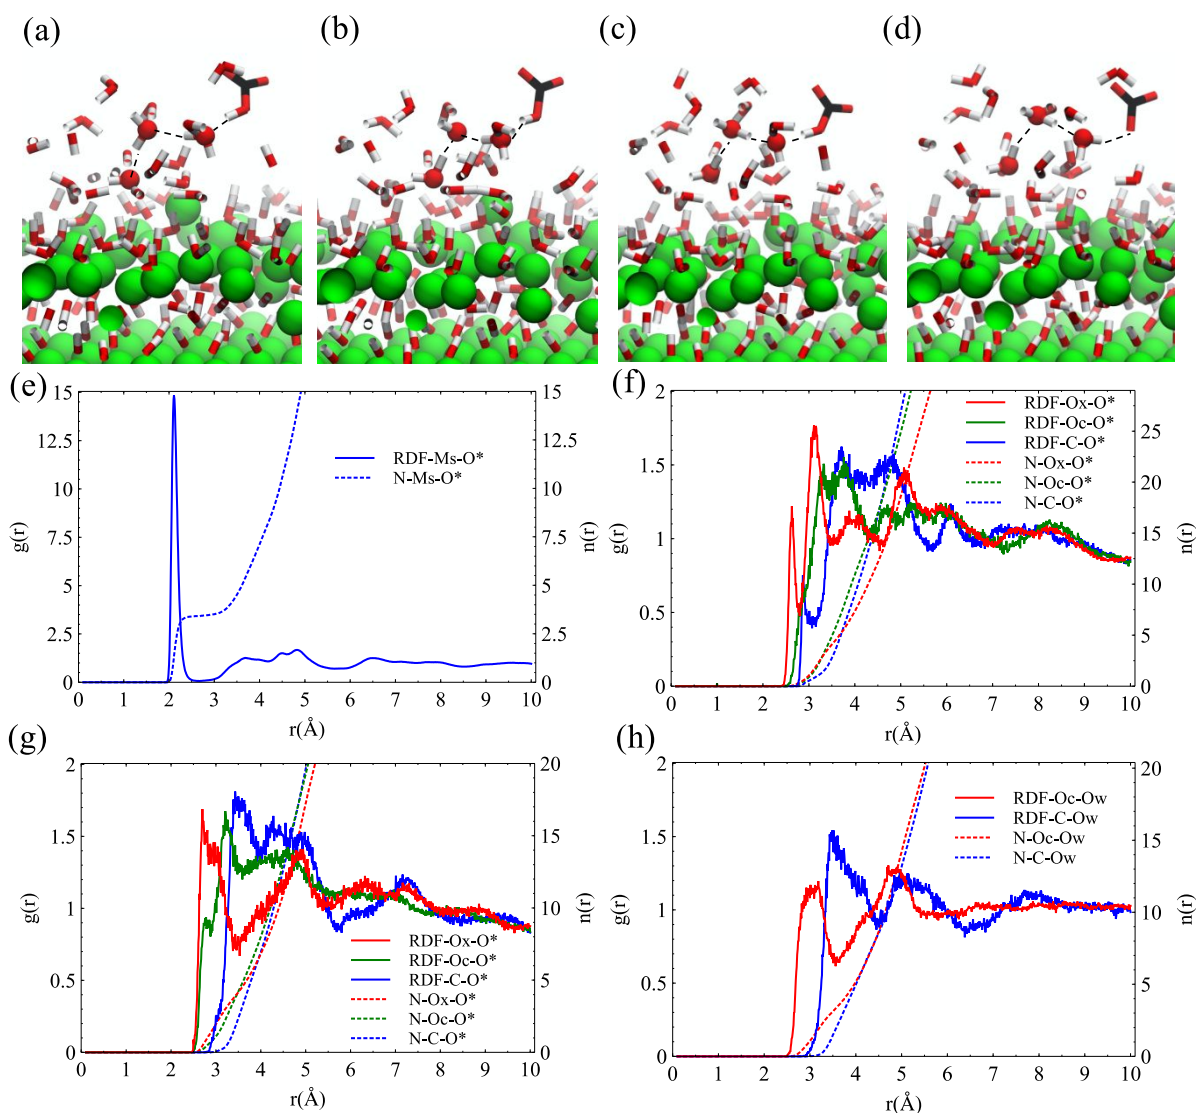 (a)
(b)
(c)
(d)
(e)
15
12.5
10
7.5
5
2.5
0
g(r)
0 1 2 3 4 5 6 7 8 9 10
r(Å)
15
12.5
10
7.5
5
2.5
0
n(r)
RDF-Ms-O*
N-Ms-O*
(f)
2
1.5
1
0.5
0
g(r)
0 1 2 3 4 5 6 7 8 9 10
r(Å)
25
20
15
10
5
0
n(r)
RDF-Ox-O*
RDF-Oc-O*
RDF-C-O*
N-Ox-O*
N-Oc-O*
N-C-O*
(g)
2
1.5
1
0.5
0
g(r)
0 1 2 3 4 5 6 7 8 9 10
r(Å)
20
15
10
5
0
n(r)
RDF-Ox-O*
RDF-Oc-O*
RDF-C-O*
N-Ox-O*
N-Oc-O*
N-C-O*
(h)
2
1.5
1
0.5
0
g(r)
0 1 2 3 4 5 6 7 8 9 10
r(Å)
20
15
10
5
0
n(r)
RDF-Oc-Ow
RDF-C-Ow
N-Oc-Ow
N-C-Ow